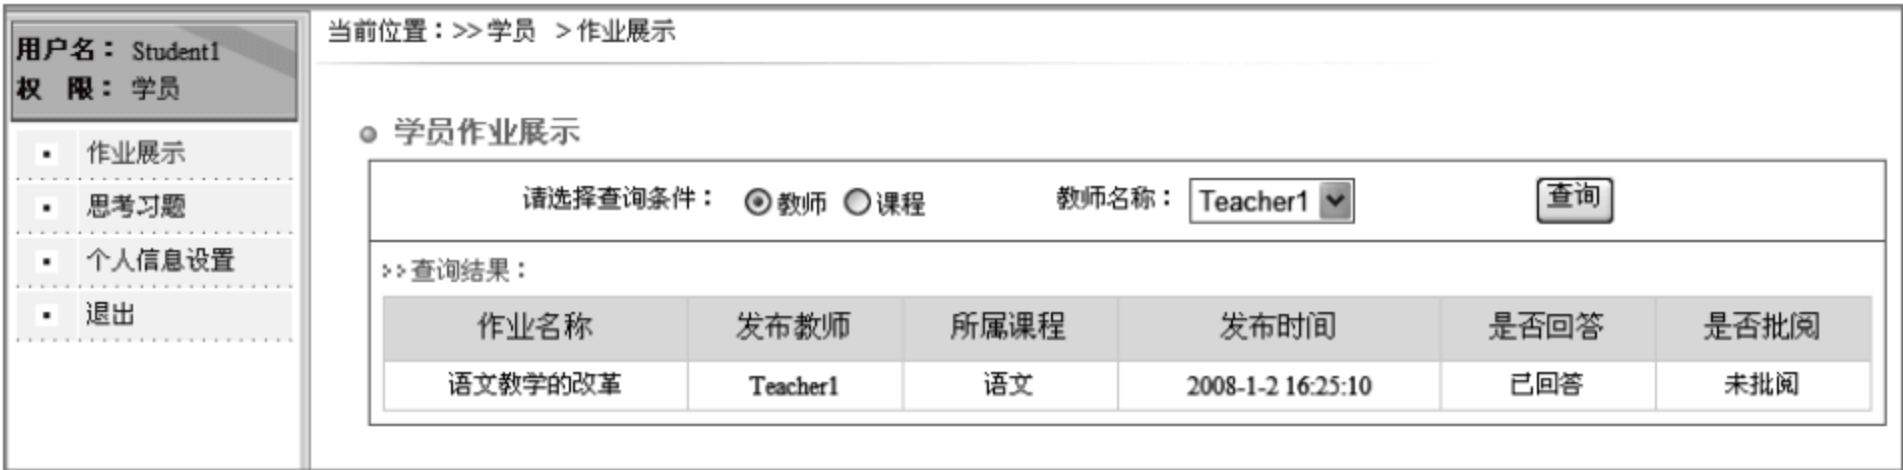 用户名： Student1
权 限： 学员
作业展示
思考习题
个人信息设置
退出
当前位置：>> 学员 > 作业展示
学员作业展示
请选择查询条件： 教师 课程 教师名称： Teacher1 查询
>>查询结果：
作业名称 发布教师 所属课程 发布时间 是否回答 是否批阅
语文教学的改革 Teacher1 语文 2008-1-2 16:25:10 已回答 未批阅